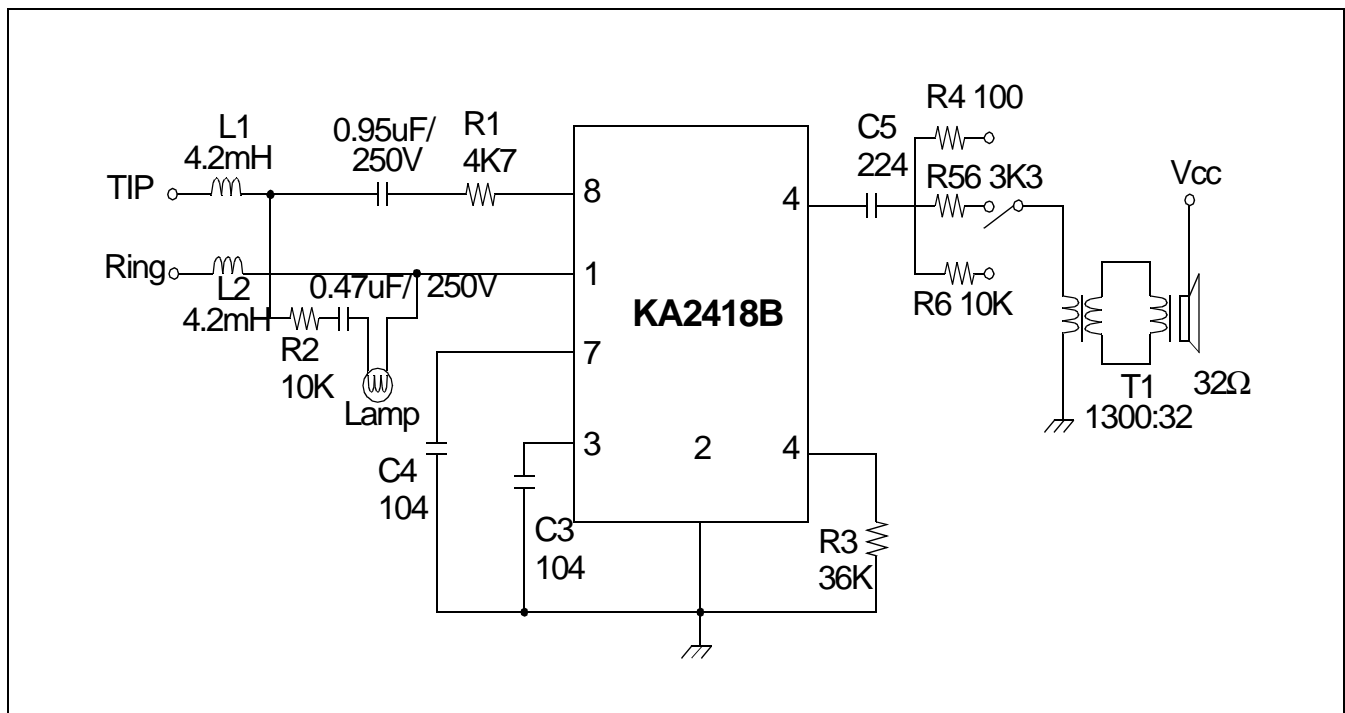 L1
4.2mH
TIP
0.95uF/
250V
R1
4K7
8
Ring
L2
4.2mH
0.47uF/ 250V
1
R2
10K
Lamp
7
C4
104
3
C3
104
KA2418B
2
4
4
C5
224
R4 100
R56 3K3
R6 10K
Vcc
T1
1300:32
32Ω
R3
36K